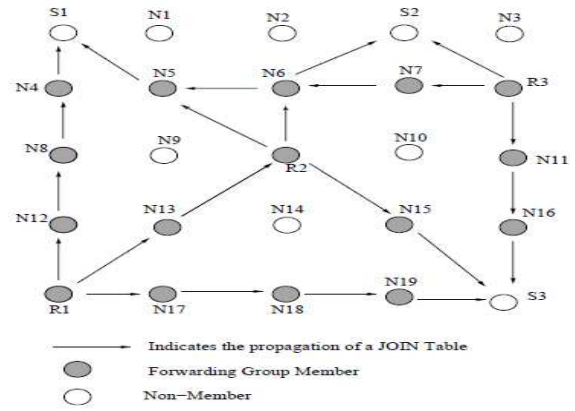 S1 N1 N2 S2 N3
N4 N5 N6 N7 R3
N8 N9 R2 N10 N11
N12 N13 N14 N15 N16
R1 N17 N18 N19 S3
Indicates the propagation of a JOIN Table
Forwarding Group Member
Non−Member